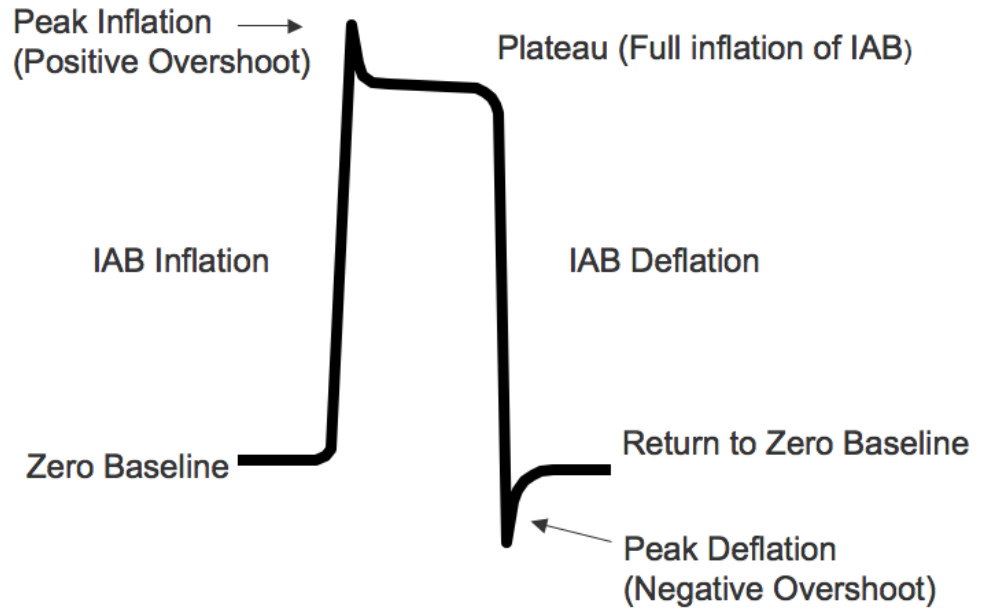 Peak Inflation
(Positive Overshoot)
Plateau (Full inflation of IAB)
IAB Inflation
IAB Deflation
Zero Baseline
Return to Zero Baseline
Peak Deflation
(Negative Overshoot)